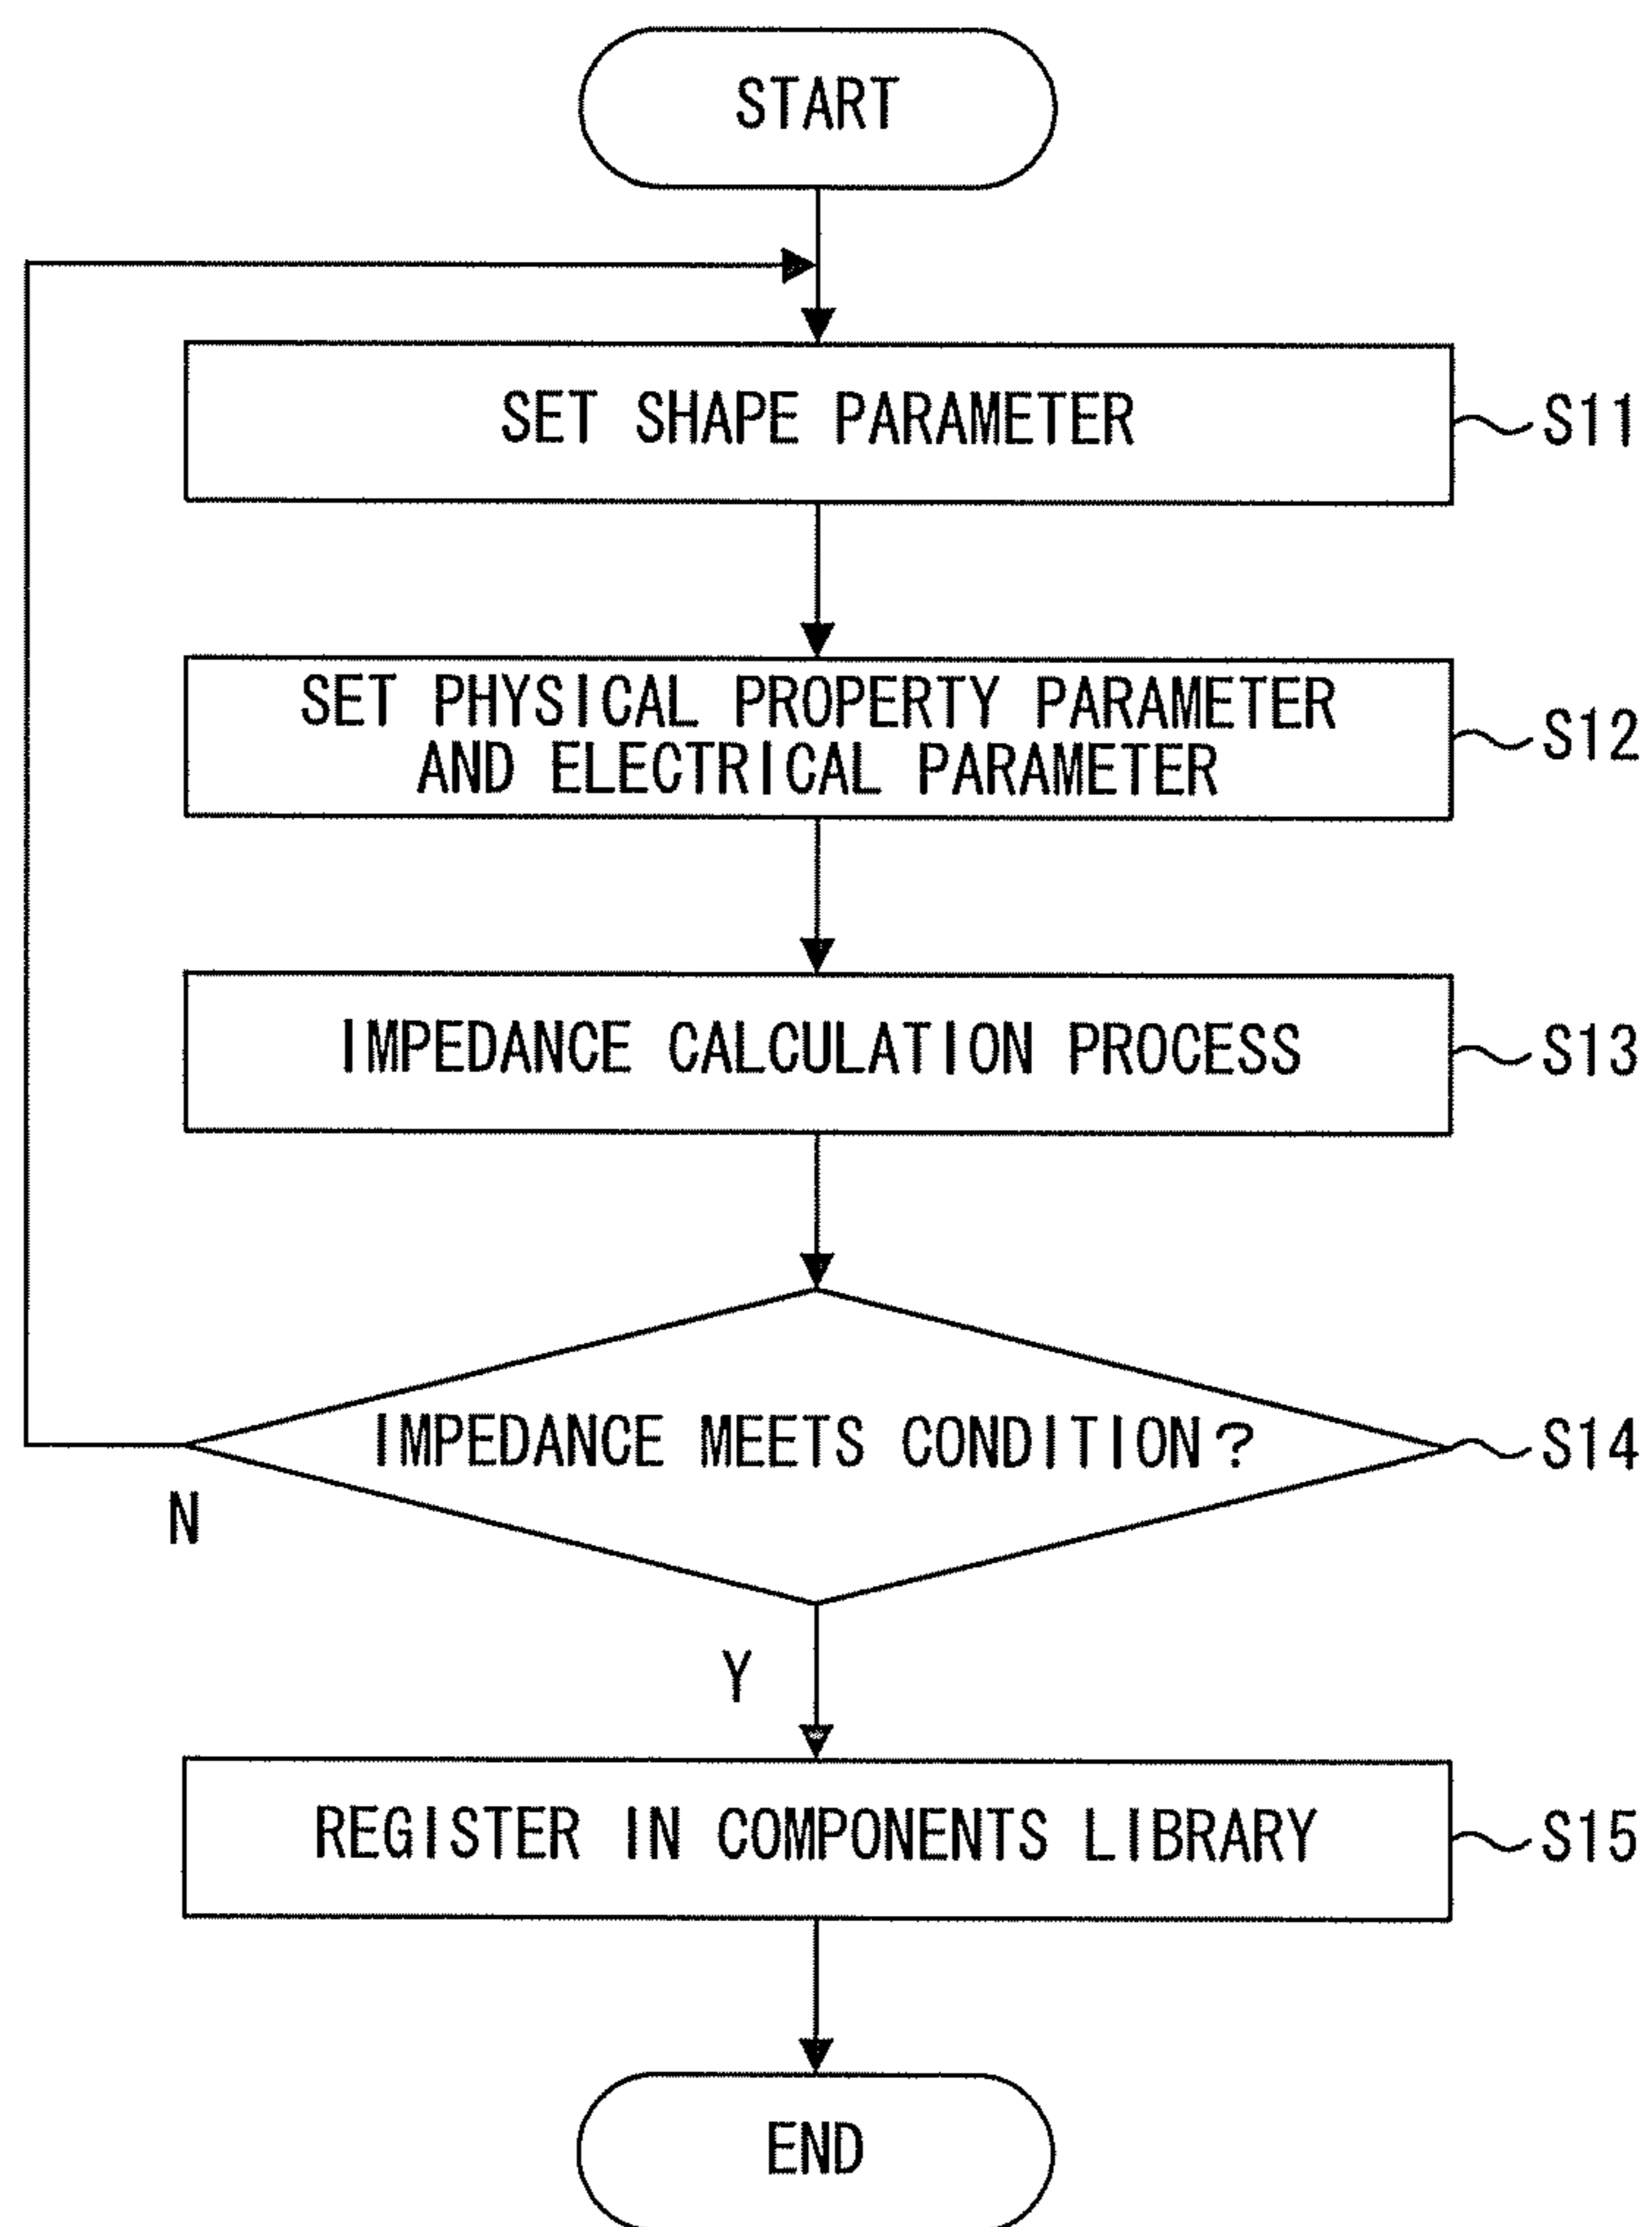 START
SET SHAPE PARAMETER
S11
SET PHYSICAL PROPERTY PARAMETER
AND ELECTRICAL PARAMETER
S12
IMPEDANCE CALCULATION PROCESS
S13
IMPEDANCE MEETS CONDITION?
S14
N
Y
REGISTER IN COMPONENTS LIBRARY
S15
END